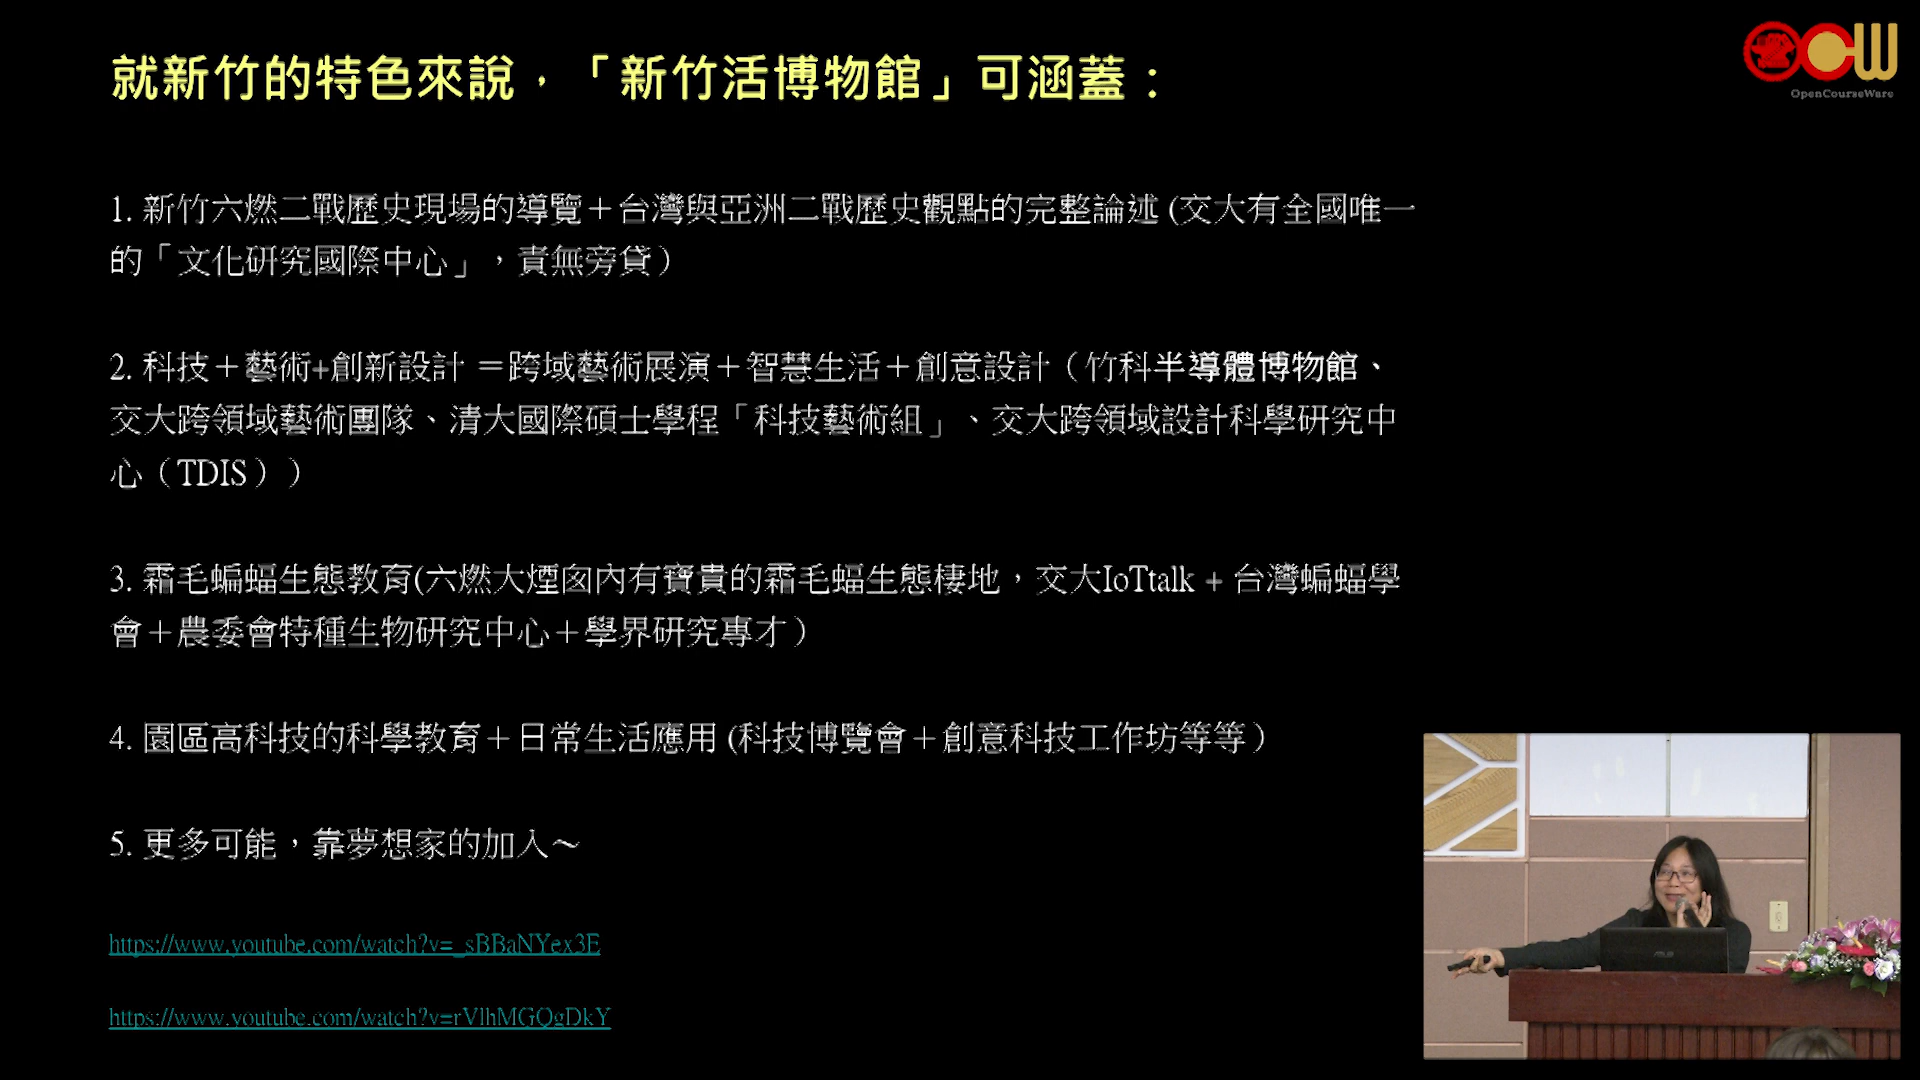 就新竹的特色來說，「新竹活博物館」可涵蓋：
OpenCourseWare
1. 新竹六燃二戰歷史現場的導覽＋台灣與亞洲二戰歷史觀點的完整論述 (交大有全國唯一
的「文化研究國際中心」，責無旁貸）
2. 科技＋藝術+創新設計 ＝跨域藝術展演＋智慧生活＋創意設計（竹科半導體博物館、
交大跨領域藝術團隊、清大國際碩士學程「科技藝術組」、交大跨領域設計科學研究中
心（TDIS））
3. 霜毛蝙蝠生態教育(六燃大煙囪內有寶貴的霜毛蝠生態棲地，交大IoTtalk + 台灣蝙蝠學
會＋農委會特種生物研究中心＋學界研究專才）
4. 園區高科技的科學教育＋日常生活應用 (科技博覽會＋創意科技工作坊等等）
5. 更多可能，靠夢想家的加入～
https://www.youtube.com/watch?v=_sBBaNYex3E
https://www.youtube.com/watch?v=rVlhMGQgDkY